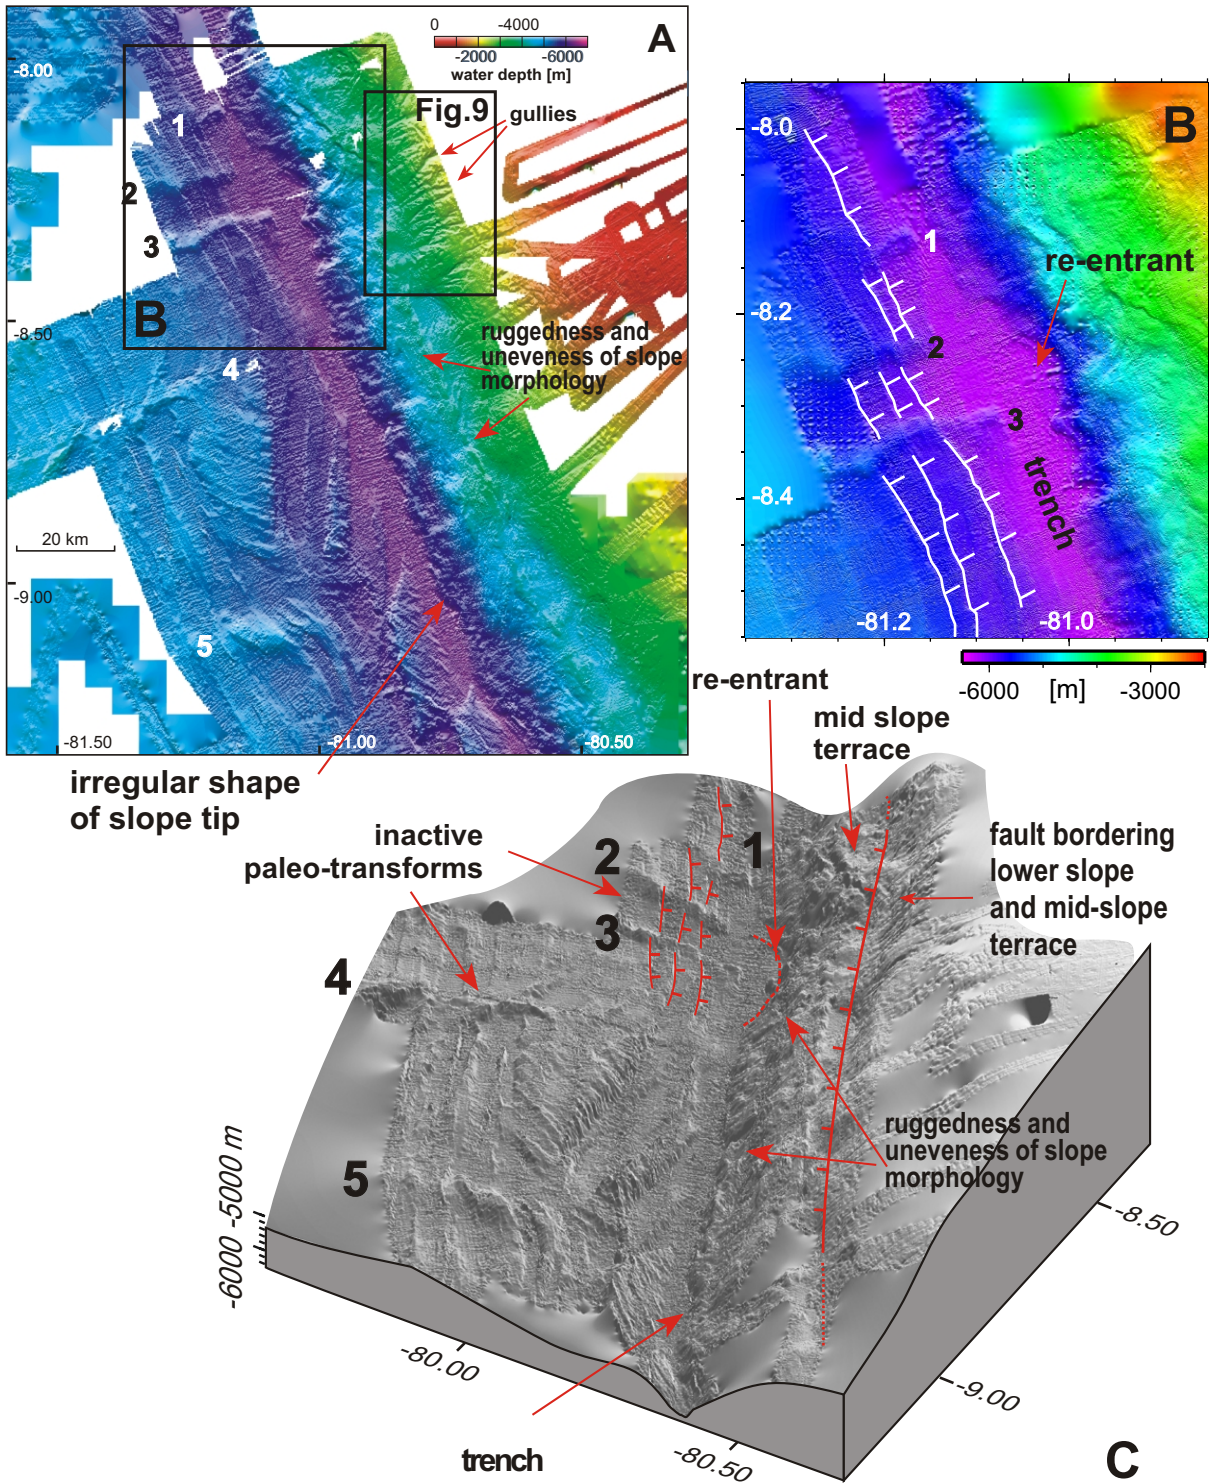 0
-4000
-2000
-6000
water depth [m]
A
-8.00
Fig.9
gullies
1
2
3
B
-8.50
4
ruggedness and
uneveness of slope
morphology
20 km
-9.00
5
-81.50
-81.00
-80.50
irregular shape
of slope tip
B
-8.0
1
re-entrant
-8.2
2
3
trench
-8.4
-81.2
-81.0
-6000
[m]
-3000
re-entrant
mid slope
terrace
inactive
paleo-transforms
2
1
3
4
5
fault bordering
lower slope
and mid-slope
terrace
ruggedness and
uneveness of slope
morphology
-6000 -5000 m
-80.00
-80.50
-9.00
-8.50
trench
C